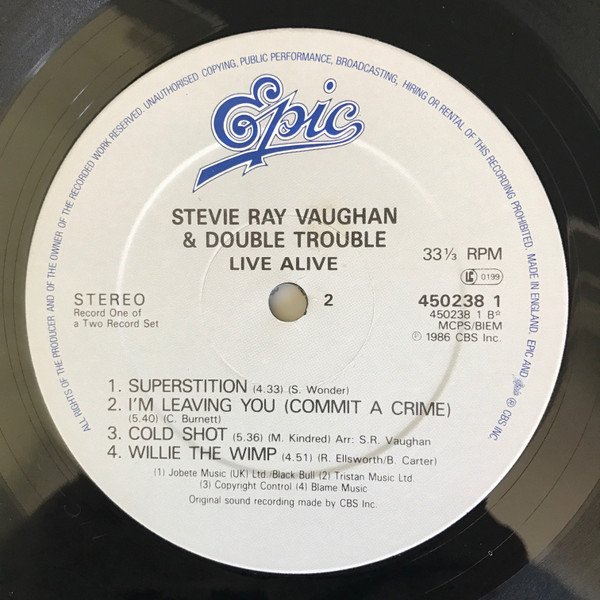 ALL RIGHTS OF THE PRODUCER AND OF THE OWNER OF THE RECORDED WORK RESERVED. UNAUTHORISED COPYING, PUBLIC PERFORMANCE, BROADCASTING, HIRING OR RENTAL OF THIS RECORDING PROHIBITED. MADE IN ENGLAND. EPIC AND Epic ® CBS INC.
Epic
STEVIE RAY VAUGHAN
& DOUBLE TROUBLE
LIVE ALIVE
33⅓ RPM
LC 0199
STEREO
Record One of
a Two Record Set
2
450238 1
450238 1 Bº
MCPS/BIEM
℗ 1986 CBS Inc.
1. SUPERSTITION (4.33) (S. Wonder)
2. I'M LEAVING YOU (COMMIT A CRIME)
(5.40) (C. Burnett)
3. COLD SHOT (5.36) (M. Kindred) Arr: S.R. Vaughan
4. WILLIE THE WIMP (4.51) (R. Ellsworth/B. Carter)
(1) Jobete Music (UK) Ltd./Black Bull (2) Tristan Music Ltd.
(3) Copyright Control (4) Blame Music
Original sound recording made by CBS Inc.